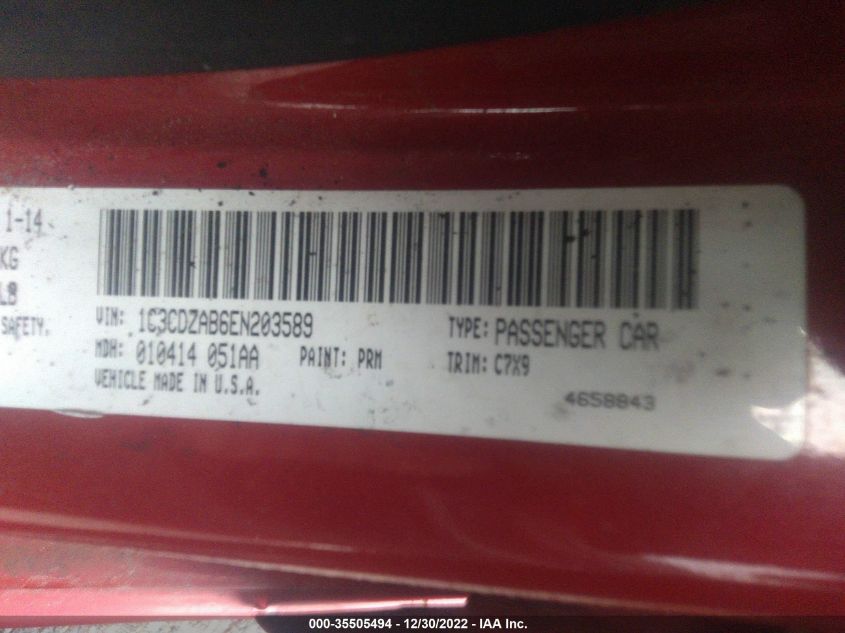 1-14
KG
LB
SAFETY.
VIN: 1C3CDZAB6EN203589 TYPE: PASSENGER CAR
MDH: 010414 051AA PAINT: PRM TRIM: C7X9
VEHICLE MADE IN U.S.A.
4658843
000-35505494 - 12/30/2022 - IAA Inc.